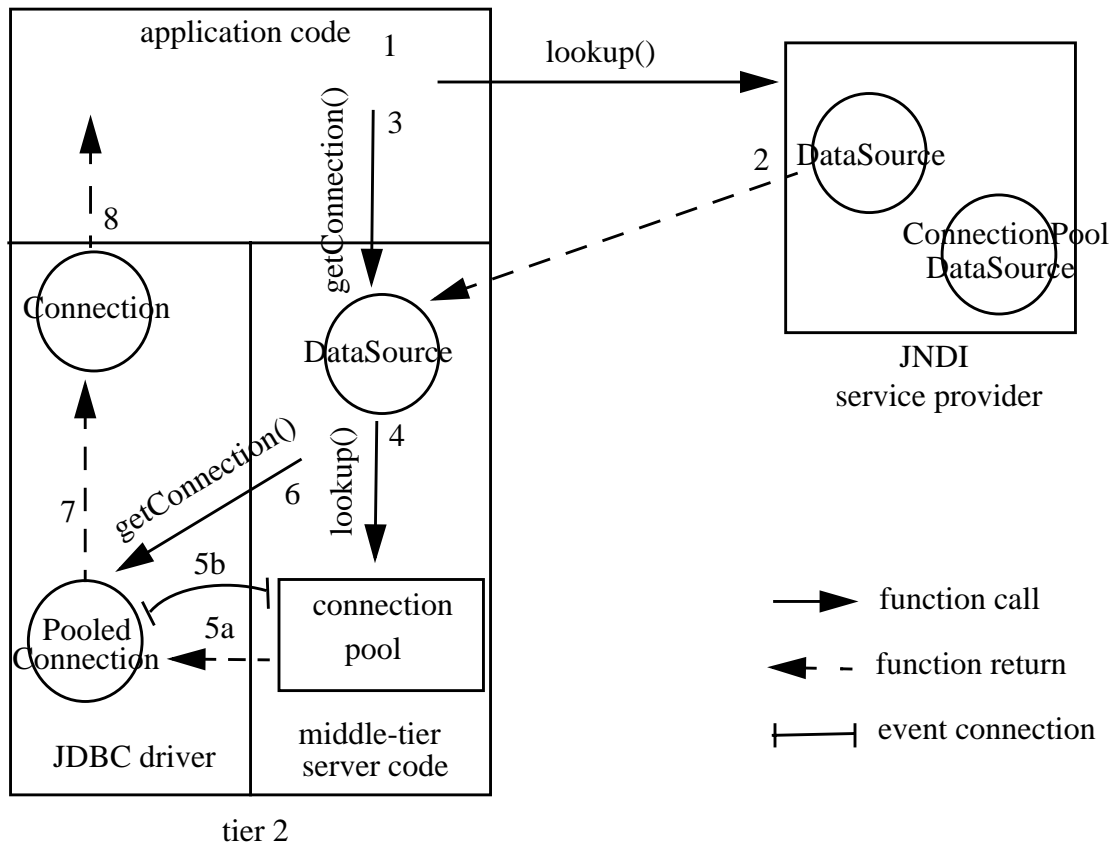 application code
1
lookup()
getConnection()
3
2
DataSource
ConnectionPool
DataSource
JNDI
service provider
8
Connection
DataSource
4
lookup()
getConnection()
6
7
5b
5a
connection
pool
Pooled
Connection
function call
function return
event connection
JDBC driver
middle-tier
server code
tier 2